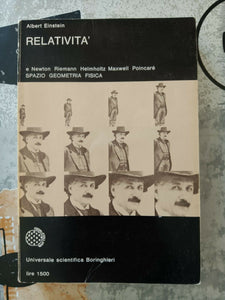 Albert Einstein
RELATIVITA'
e Newton Riemann Helmholtz Maxwell Poincaré
SPAZIO GEOMETRIA FISICA
Universale scientifica Boringhieri
lire 1500